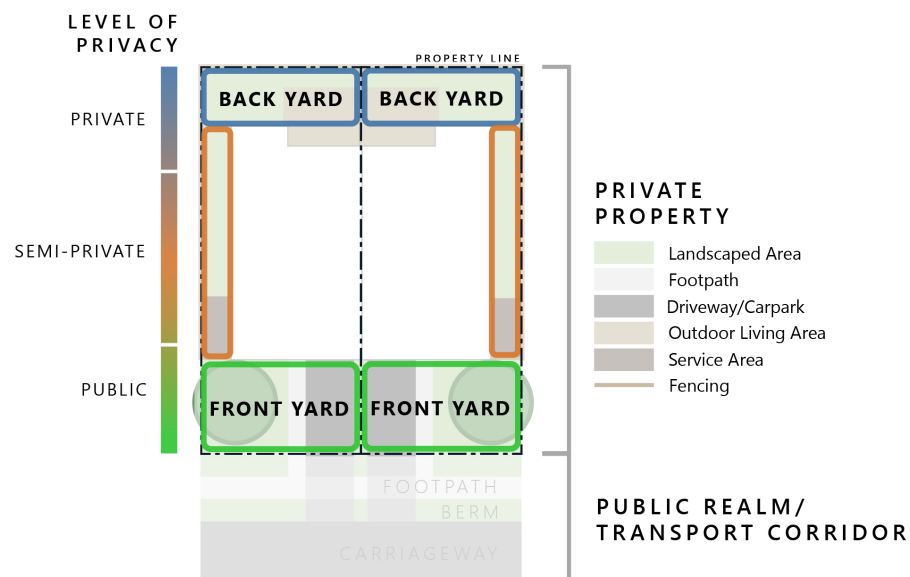 LEVEL OF
PRIVACY
PROPERTY LINE
PRIVATE
SEMI-PRIVATE
PUBLIC
BACK YARD
BACK YARD
FRONT YARD
FRONT YARD
FOOTPATH
BERM
CARRIAGEWAY
PRIVATE
PROPERTY
Landscaped Area
Footpath
Driveway/Carpark
Outdoor Living Area
Service Area
Fencing
PUBLIC REALM/
TRANSPORT CORRIDOR